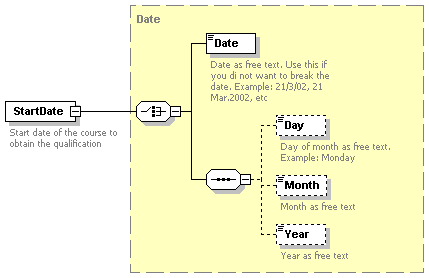 Date
Date
Date as free text. Use this if
you di not want to break the
date. Example: 21/3/02, 21
Mar.2002, etc
StartDate
Start date of the course to
obtain the qualification
Day
Day of month as free text.
Example: Monday
Month
Month as free text
Year
Year as free text